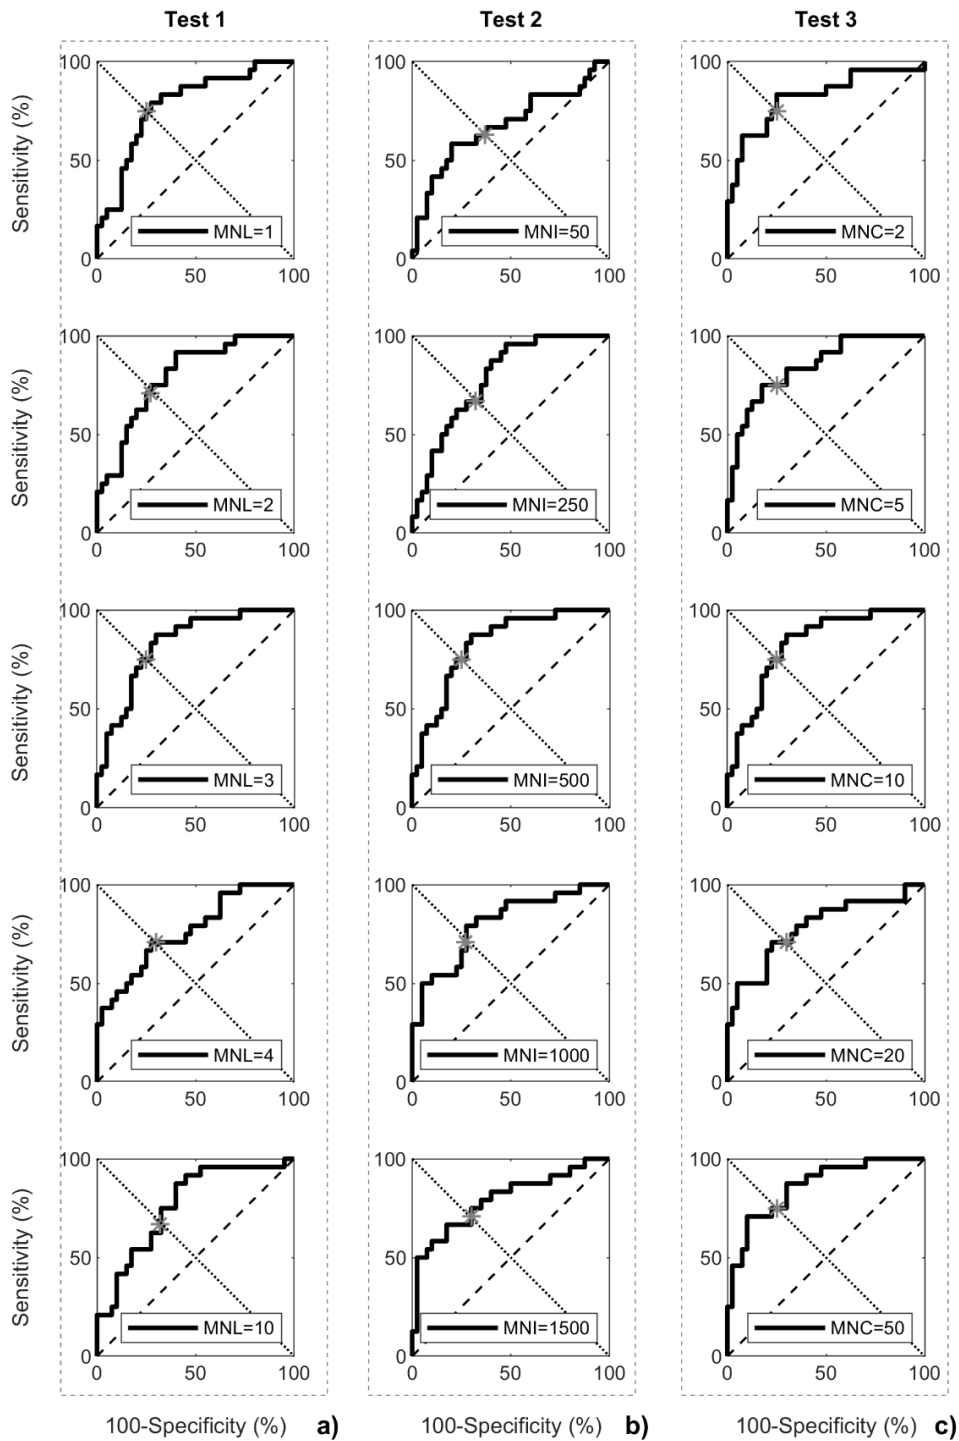 Test 1 Test 2 Test 3
100 100 100
Sensitivity (%)
50 50 50
MNL=1 MNI=50 MNC=2
0 0 0
0 50 100 0 50 100 0 50 100
100 100 100
Sensitivity (%)
50 50 50
MNL=2 MNI=250 MNC=5
0 0 0
0 50 100 0 50 100 0 50 100
100 100 100
Sensitivity (%)
50 50 50
MNL=3 MNI=500 MNC=10
0 0 0
0 50 100 0 50 100 0 50 100
100 100 100
Sensitivity (%)
50 50 50
MNL=4 MNI=1000 MNC=20
0 0 0
0 50 100 0 50 100 0 50 100
100 100 100
Sensitivity (%)
50 50 50
MNL=10 MNI=1500 MNC=50
0 0 0
0 50 100 0 50 100 0 50 100
100-Specificity (%) a) 100-Specificity (%) b) 100-Specificity (%) c)